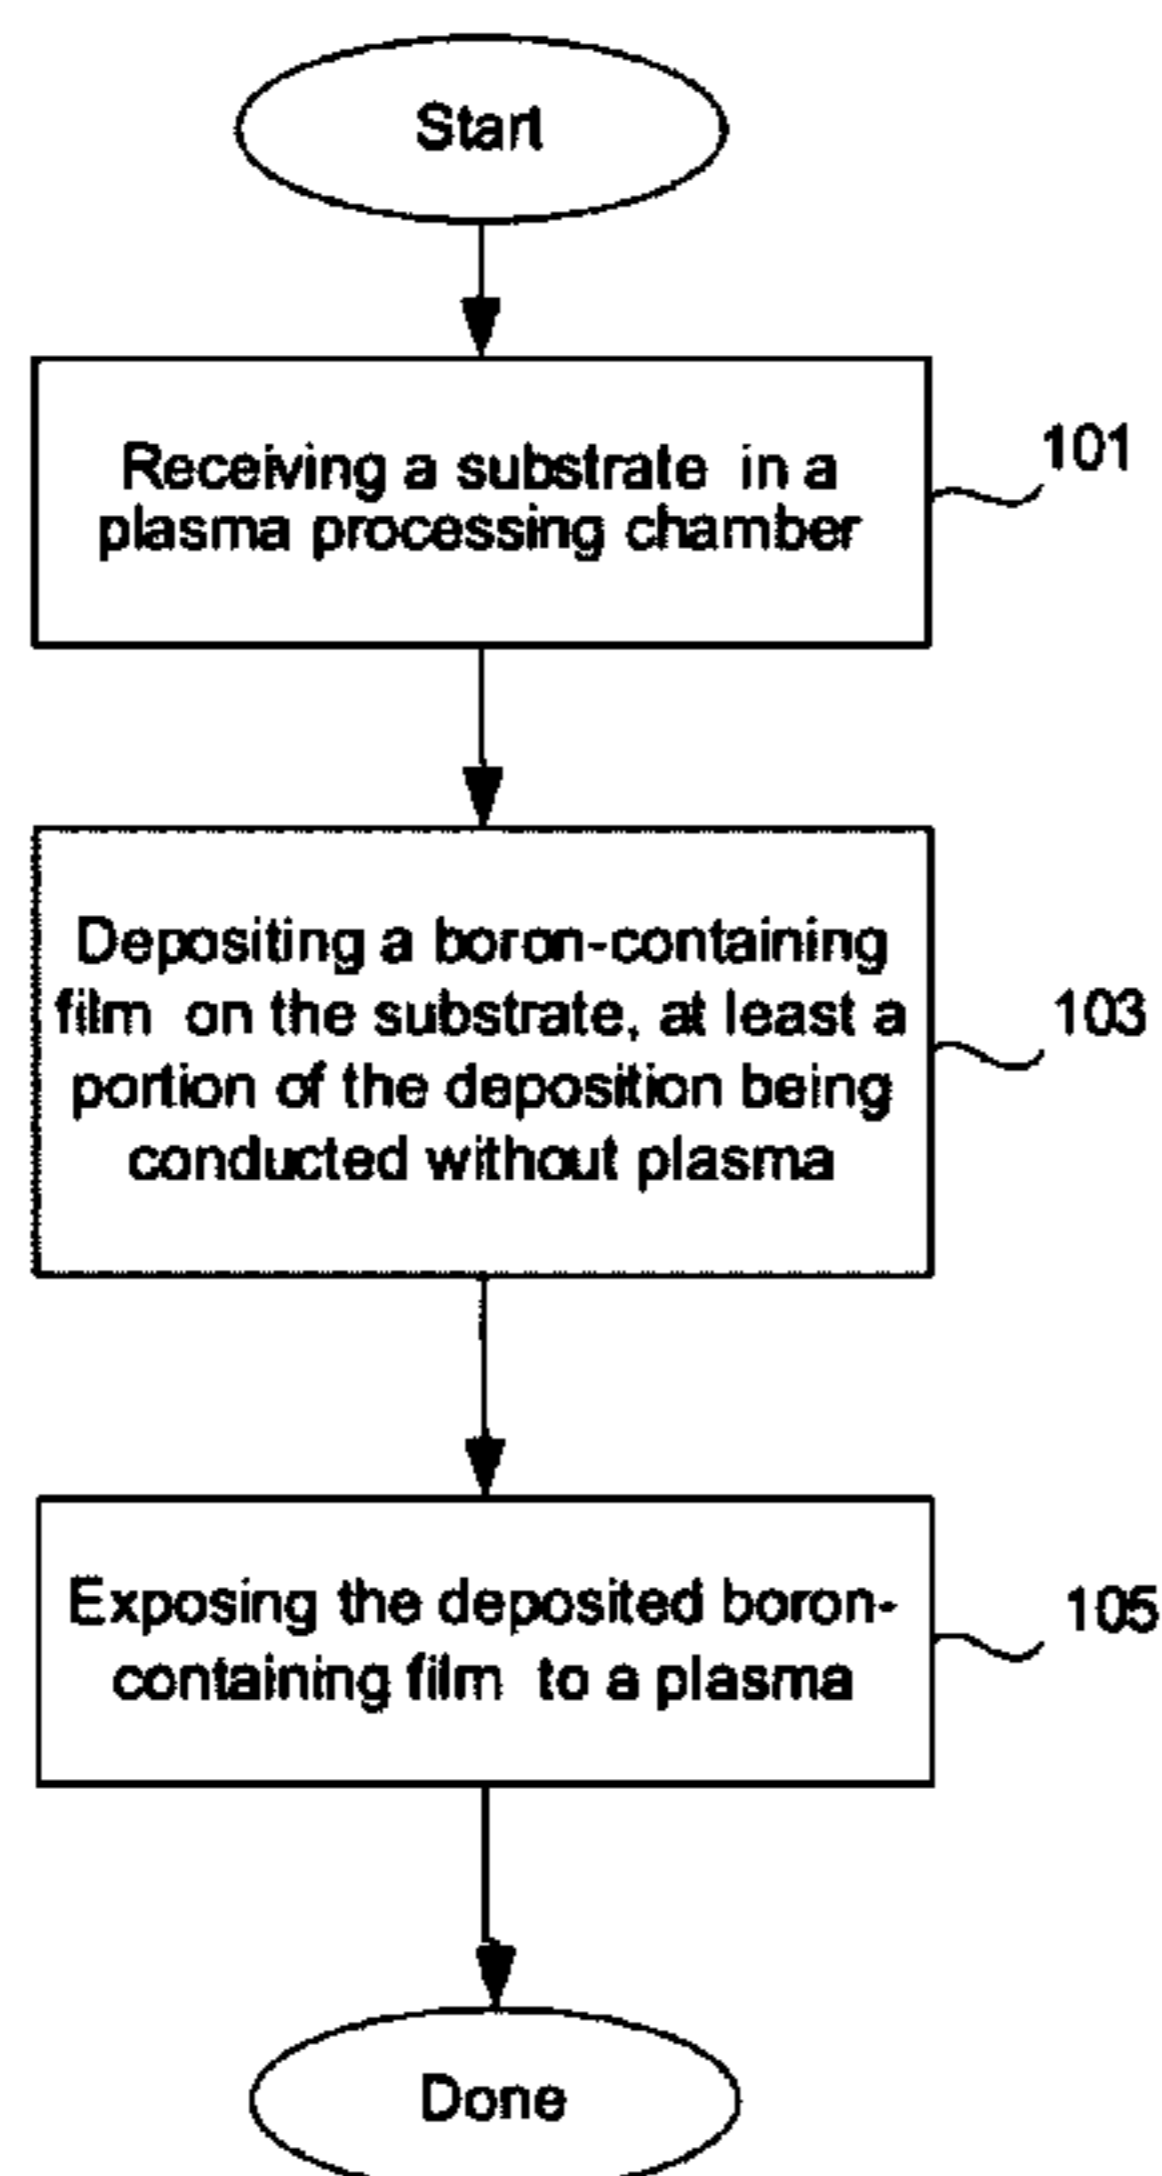 Start
Receiving a substrate in a
plasma processing chamber
101
Depositing a boron-containing
film on the substrate, at least a
portion of the deposition being
conducted without plasma
103
Exposing the deposited boron-
containing film to a plasma
105
Done